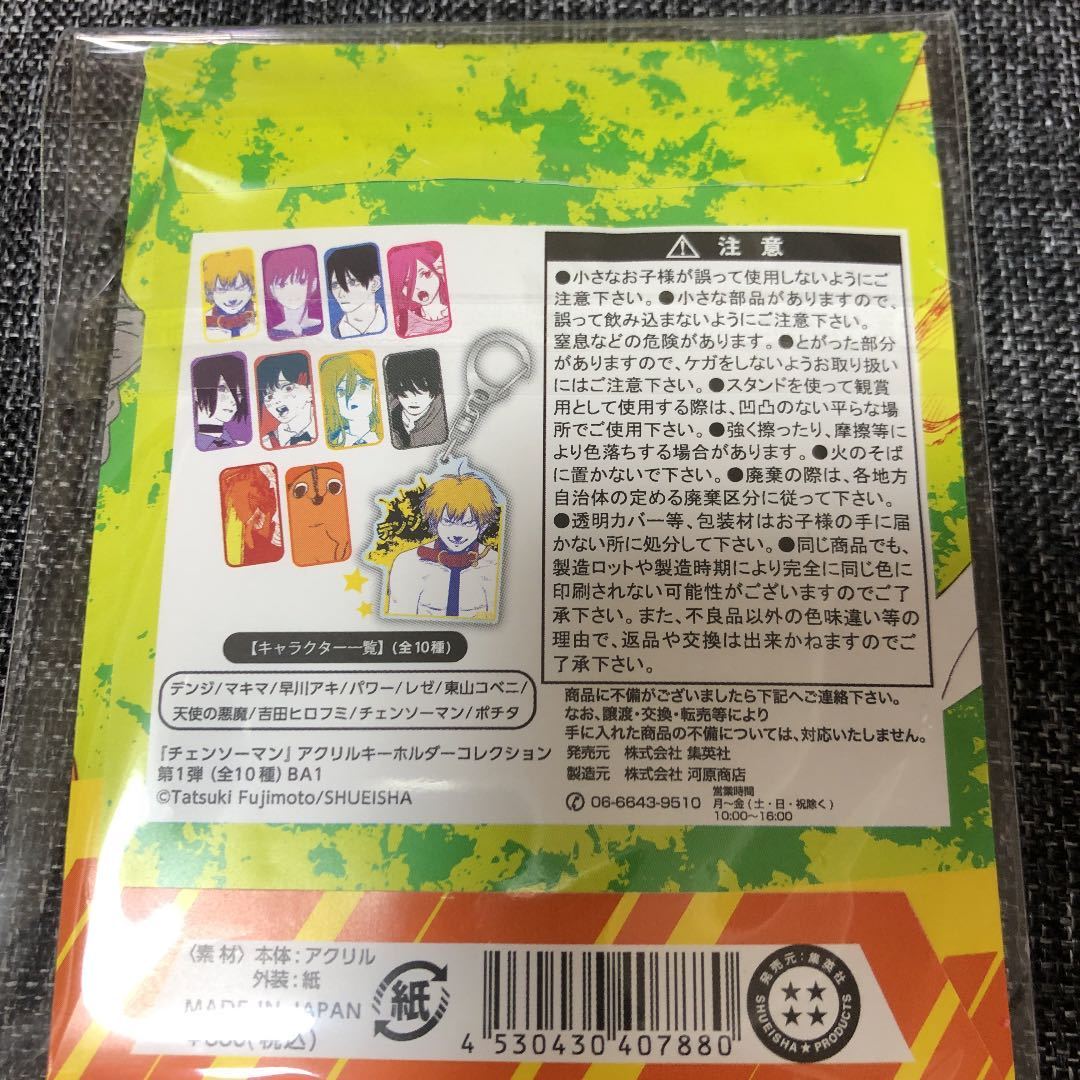 ⚠ 注意
●小さなお子様が誤って使用しないようにご
注意下さい。●小さな部品がありますので、
誤って飲み込まないようにご注意下さい。
窒息などの危険があります。●とがった部分
がありますので、ケガをしないようお取り扱い
にはご注意下さい。●スタンドを使って観賞
用として使用する際は、凹凸のない平らな場
所でご使用下さい。●強く擦ったり、摩擦等に
より色落ちする場合があります。●火のそば
に置かないで下さい。●廃棄の際は、各地方
自治体の定める廃棄区分に従って下さい。
●透明カバー等、包装材はお子様の手に届
かない所に処分して下さい。●同じ商品でも、
製造ロットや製造時期により完全に同じ色に
印刷されない可能性がございますのでご了
承下さい。また、不良品以外の色味違い等の
理由で、返品や交換は出来かねますのでご
了承下さい。
デンジ
【キャラクター一覧】(全10種)
デンジ/マキマ/早川アキ/パワー/レゼ/東山コベニ/
天使の悪魔/吉田ヒロフミ/チェンソーマン/ポチタ
『チェンソーマン』アクリルキーホルダーコレクション
第1弾(全10種)BA1
©Tatsuki Fujimoto/SHUEISHA
商品に不備がございましたら下記へご連絡下さい。
なお、譲渡・交換・転売等により
手に入れた商品の不備については、対応いたしません。
発売元 株式会社 集英社
製造元 株式会社 河原商店
06-6643-9510
営業時間
月〜金(土・日・祝除く)
10:00〜16:00
〈素材〉本体:アクリル
外装:紙
MADE IN JAPAN
(税込)
紙
4 530430 407880
発売元:集英社
SHUEISHA★PRODUCTS